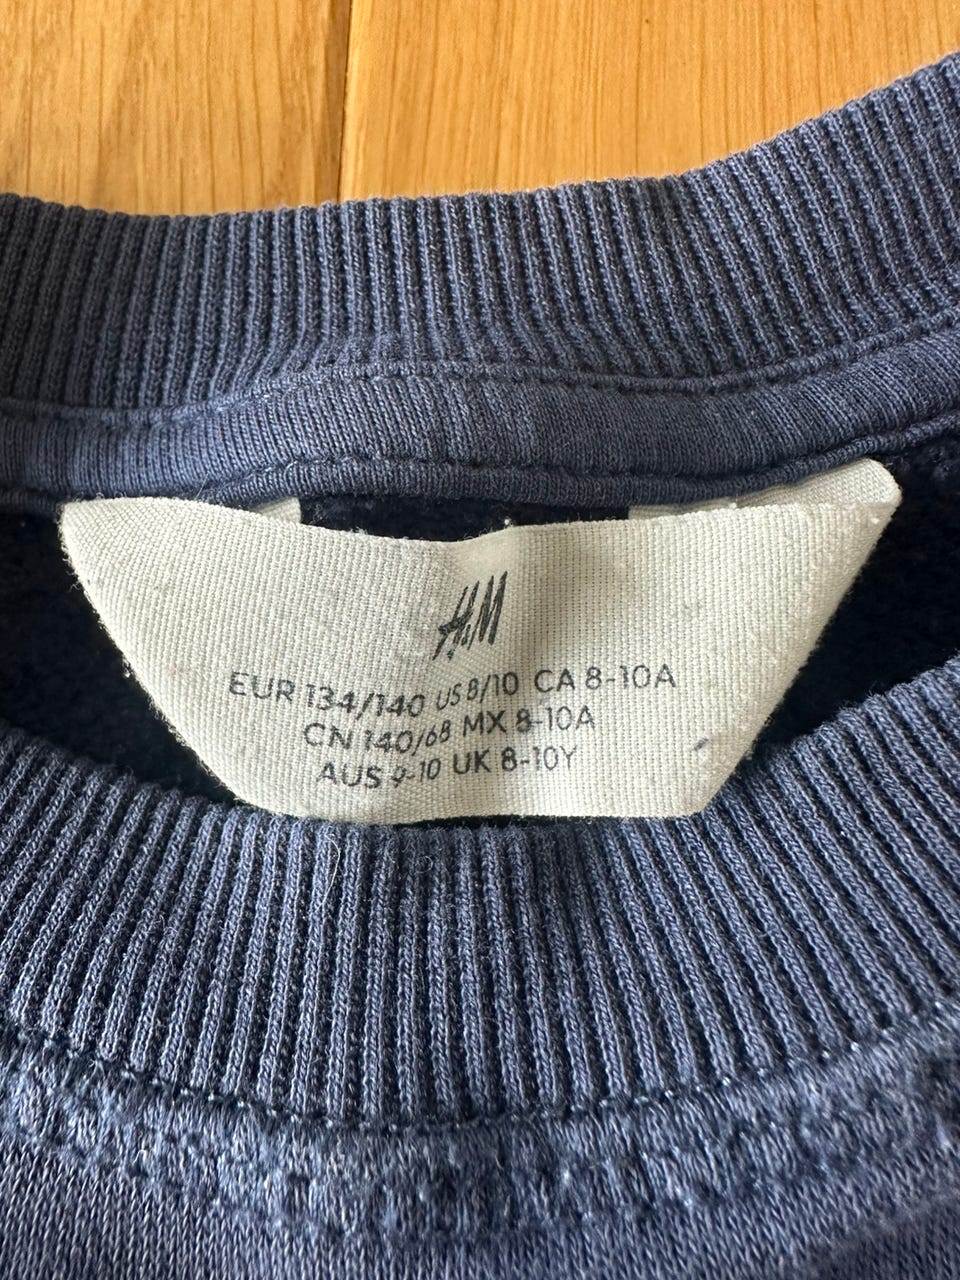 H&M
EUR 134/140 US 8/10 CA 8-10A
CN 140/68 MX 8-10A
AUS 9-10 UK 8-10Y